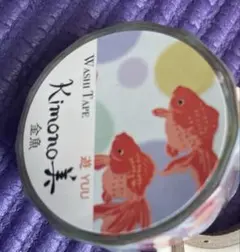 WASHI TAPE
Kimono美
金魚
遊 YUU